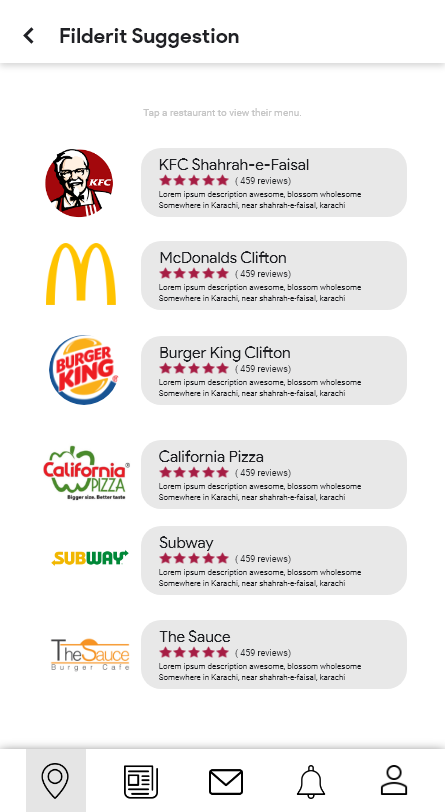 Filderit Suggestion
Tap a restaurant to view their menu.
KFC
KFC Shahrah-e-Faisal
( 459 reviews)
Lorem ipsum description awesome, blossom wholesome
Somewhere in Karachi, near shahrah-e-faisal, karachi
McDonalds Clifton
( 459 reviews)
Lorem ipsum description awesome, blossom wholesome
Somewhere in Karachi, near shahrah-e-faisal, karachi
BURGER
KING®
Burger King Clifton
( 459 reviews)
Lorem ipsum description awesome, blossom wholesome
Somewhere in Karachi, near shahrah-e-faisal, karachi
California®
PIZZA
Bigger size. Better taste
California Pizza
( 459 reviews)
Lorem ipsum description awesome, blossom wholesome
Somewhere in Karachi, near shahrah-e-faisal, karachi
SUBWAY
Subway
( 459 reviews)
Lorem ipsum description awesome, blossom wholesome
Somewhere in Karachi, near shahrah-e-faisal, karachi
TheSauce
Burger Cafe
The Sauce
( 459 reviews)
Lorem ipsum description awesome, blossom wholesome
Somewhere in Karachi, near shahrah-e-faisal, karachi